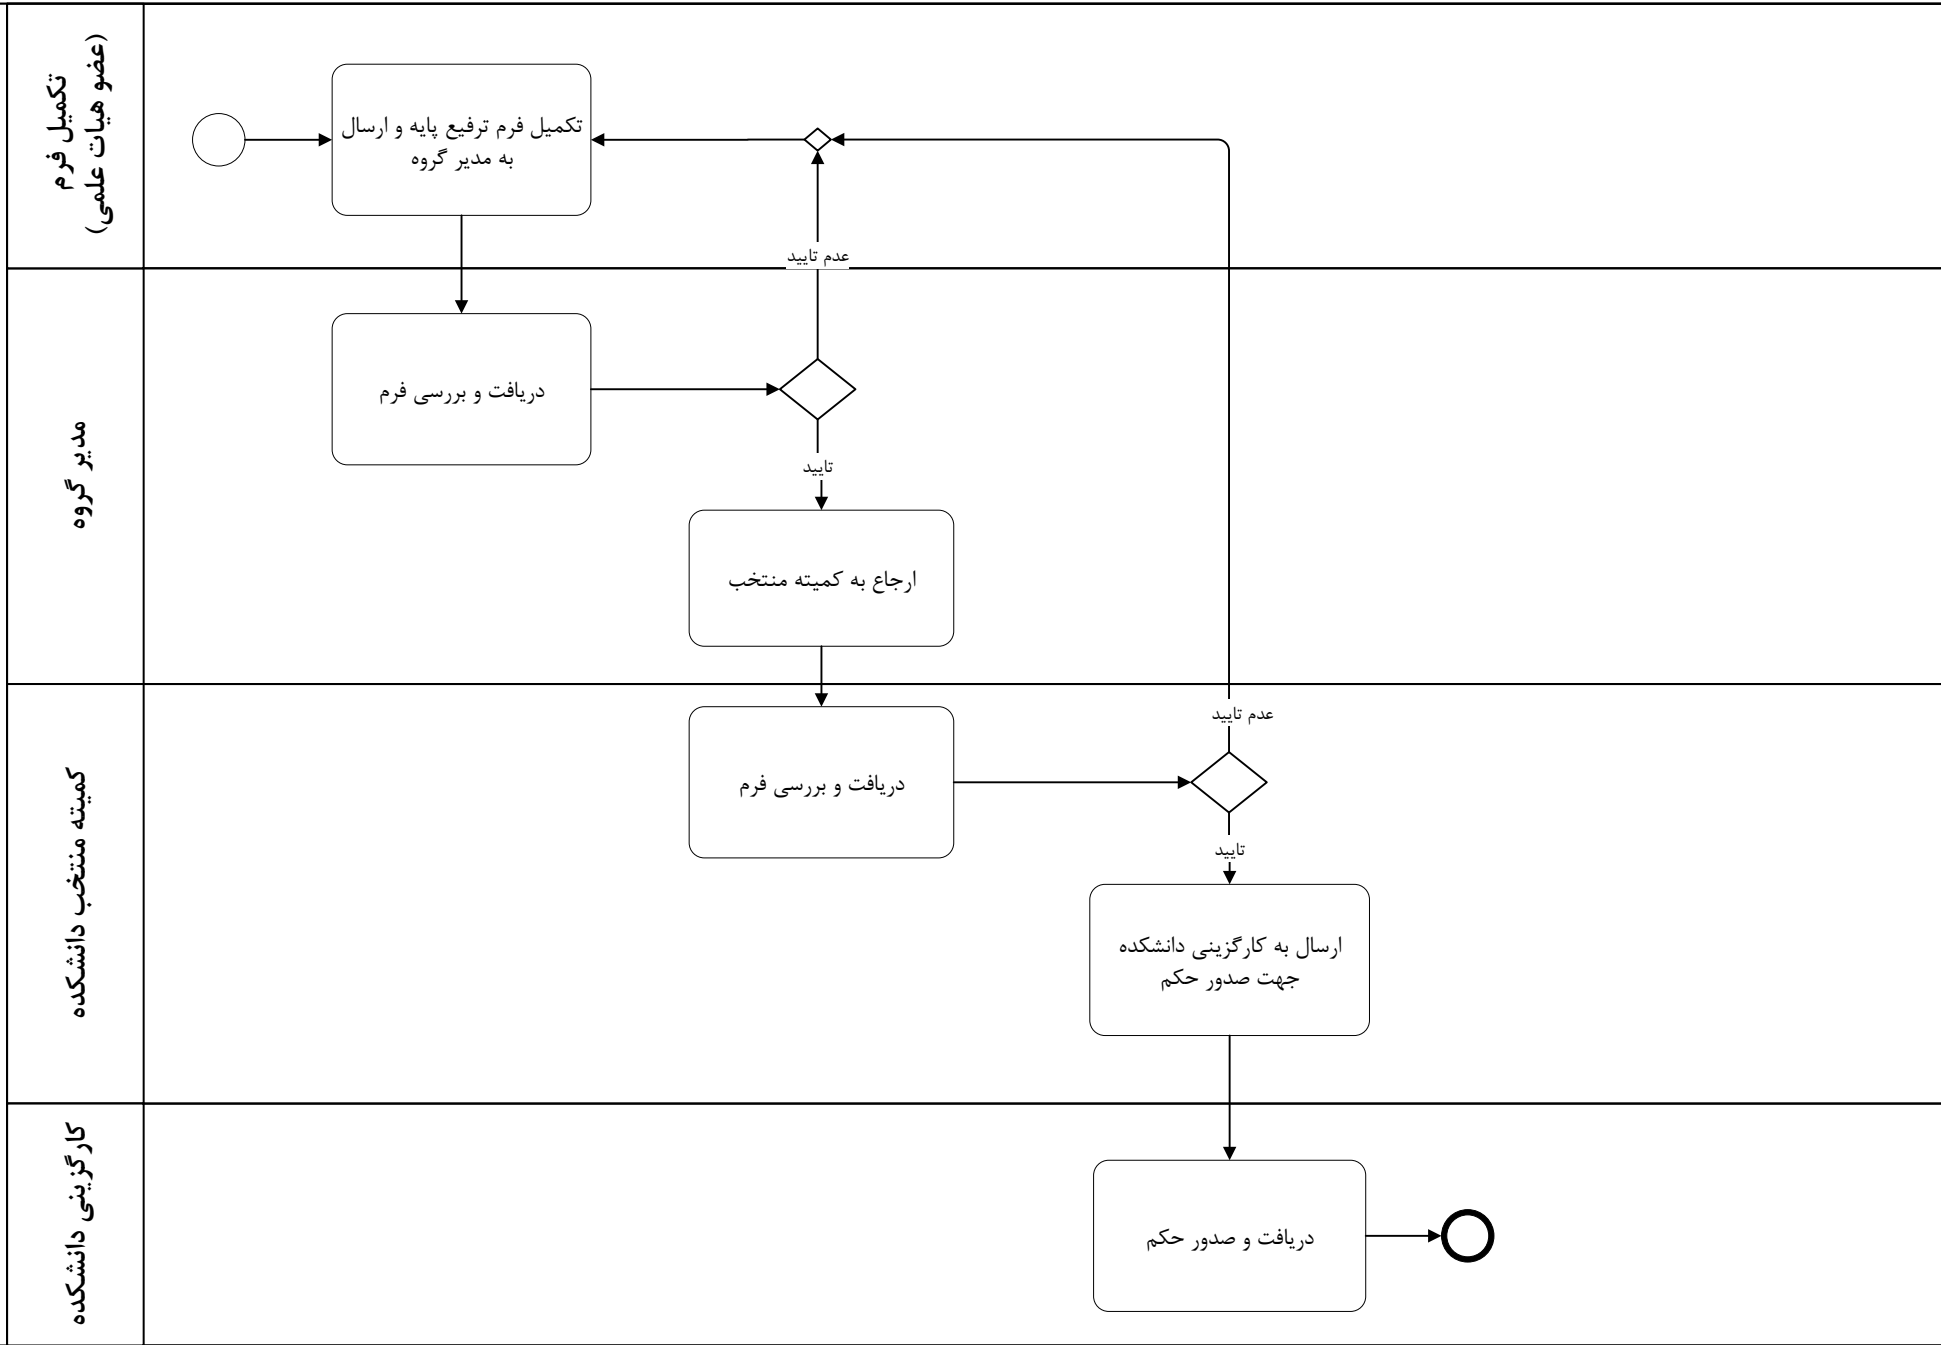 تکمیل فرم
(عضو هیات علمی)
تکمیل فرم ترفیع پایه و ارسال
به مدیر گروه
عدم تایید
مدیر گروه
دریافت و بررسی فرم
تایید
ارجاع به کمیته منتخب
کمیته منتخب دانشکده
عدم تایید
دریافت و بررسی فرم
تایید
ارسال به کارگزینی دانشکده
جهت صدور حکم
کارگزینی دانشکده
دریافت و صدور حکم